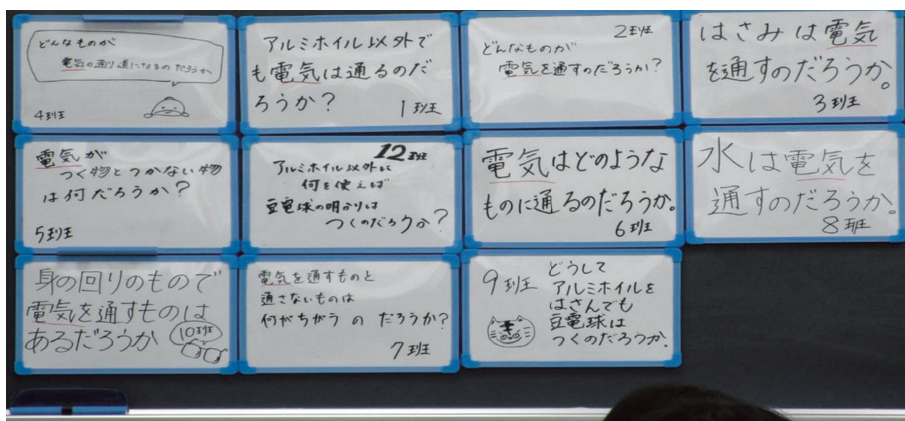 どんなものが
電気の通り道になるのだろうか
4班
アルミホイル以外で
も電気は通るのだ
ろうか?
1班
2班
どんなものが
電気を通すのだろうか?
はさみは電気
を通すのだろうか。
3班
電気が
つく物とつかない物
は何だろうか?
5班
12班
アルミホイル以外に
何を使えば
豆電球の明かりは
つくのだろうか?
電気はどのような
ものに通るのだろうか。
6班
水は電気を
通すのだろうか。
8班
身の回りのもので
電気を通すものは
あるだろうか
10班
電気を通すものと
通さないものは
何がちがうのだろうか?
7班
9班
どうして
アルミホイルを
はさんでも
豆電球は
つくのだろうか。